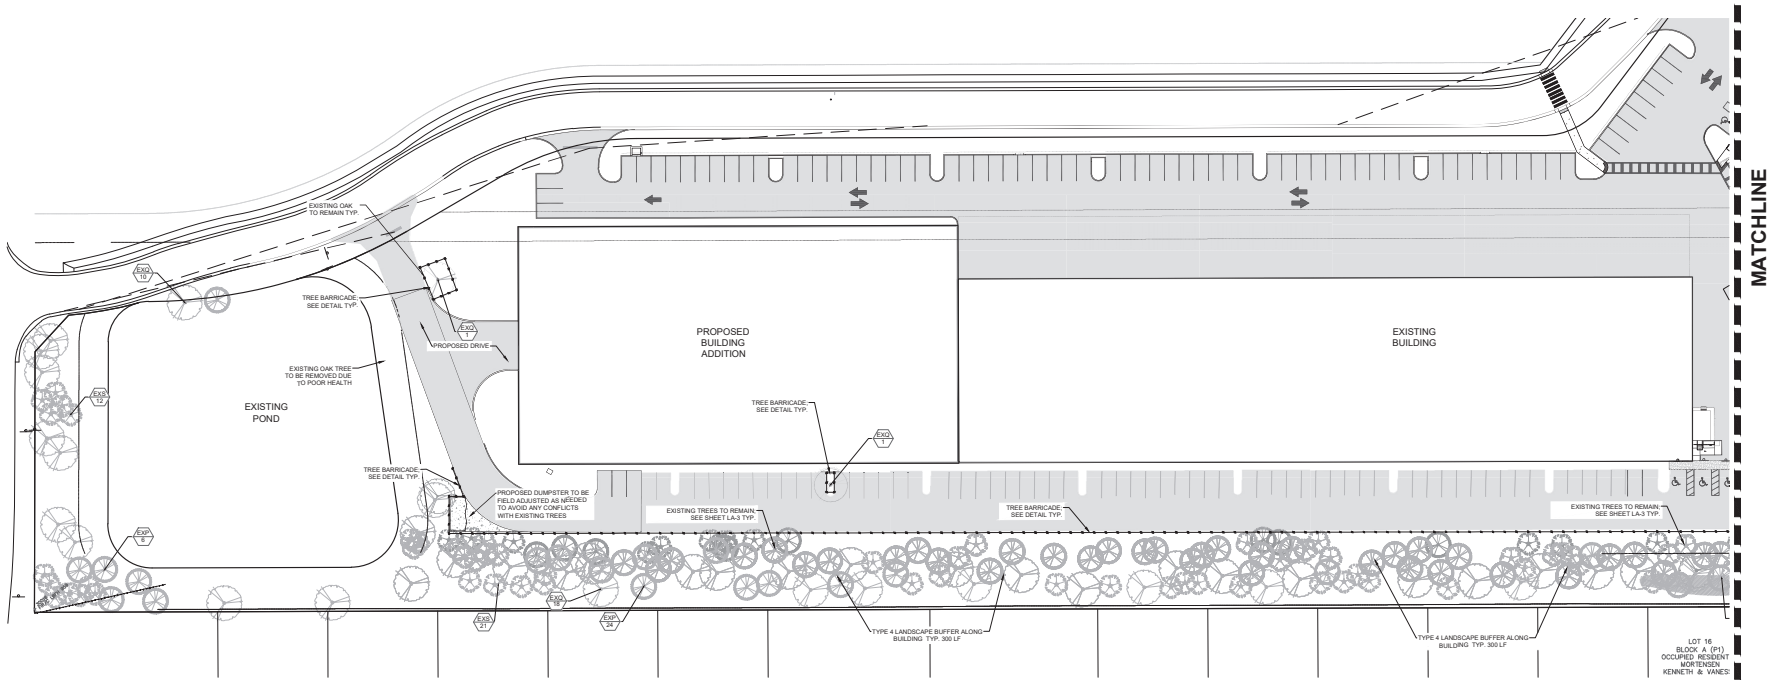 MATCHLINE
EXISTING OAK
TO REMAIN TYP.
EXQ
10
TREE BARRICADE;
SEE DETAIL TYP.
EXQ
1
PROPOSED DRIVE
PROPOSED
BUILDING
ADDITION
EXISTING
BUILDING
EXISTING OAK TREE
TO BE REMOVED DUE
TO POOR HEALTH
EXS
12
EXISTING
POND
TREE BARRICADE;
SEE DETAIL TYP.
EXQ
1
TREE BARRICADE;
SEE DETAIL TYP.
PROPOSED DUMPSTER TO BE
FIELD ADJUSTED AS NEEDED
TO AVOID ANY CONFLICTS
WITH EXISTING TREES
EXISTING TREES TO REMAIN;
SEE SHEET LA-3 TYP.
TREE BARRICADE;
SEE DETAIL TYP.
EXISTING TREES TO REMAIN;
SEE SHEET LA-3 TYP.
EXP
6
EXQ
18
EXS
21
EXP
24
TYPE 4 LANDSCAPE BUFFER ALONG
BUILDING TYP. 300 LF
TYPE 4 LANDSCAPE BUFFER ALONG
BUILDING TYP. 300 LF
LOT 16
BLOCK A (P1)
OCCUPIED RESIDENT
MORTENSEN
KENNETH & VANES